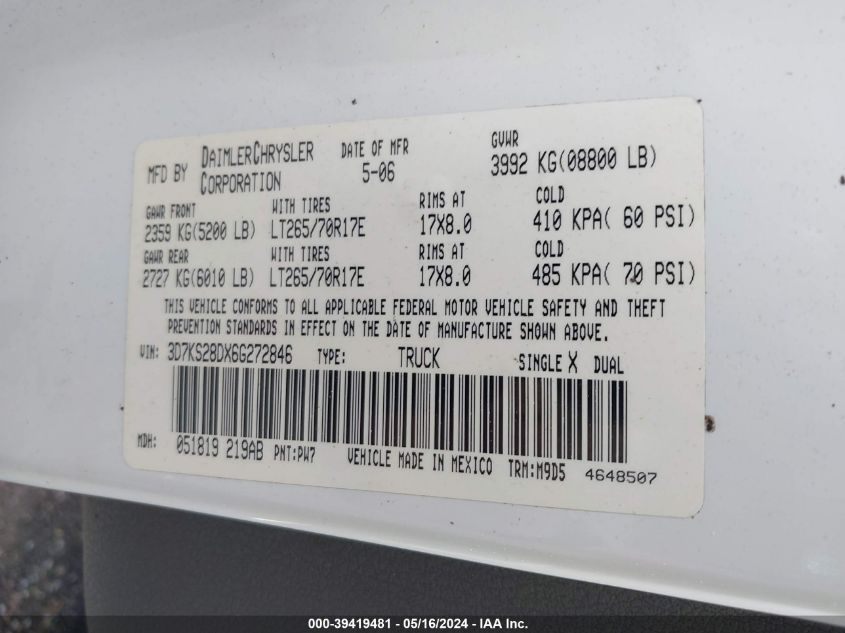 MFD BY DAIMLERCHRYSLER CORPORATION DATE OF MFR 5-06 GVWR 3992 KG(08800 LB)
GAWR FRONT WITH TIRES RIMS AT COLD
2359 KG(5200 LB) LT265/70R17E 17X8.0 410 KPA( 60 PSI)
GAWR REAR WITH TIRES RIMS AT COLD
2727 KG(6010 LB) LT265/70R17E 17X8.0 485 KPA( 70 PSI)
THIS VEHICLE CONFORMS TO ALL APPLICABLE FEDERAL MOTOR VEHICLE SAFETY AND THEFT
PREVENTION STANDARDS IN EFFECT ON THE DATE OF MANUFACTURE SHOWN ABOVE.
VIN: 3D7KS28DX6G272846 TYPE: TRUCK SINGLE X DUAL
MDH: 051819 219AB PNT:PW7 VEHICLE MADE IN MEXICO TRM:M9D5 4648507
000-39419481 - 05/16/2024 - IAA Inc.